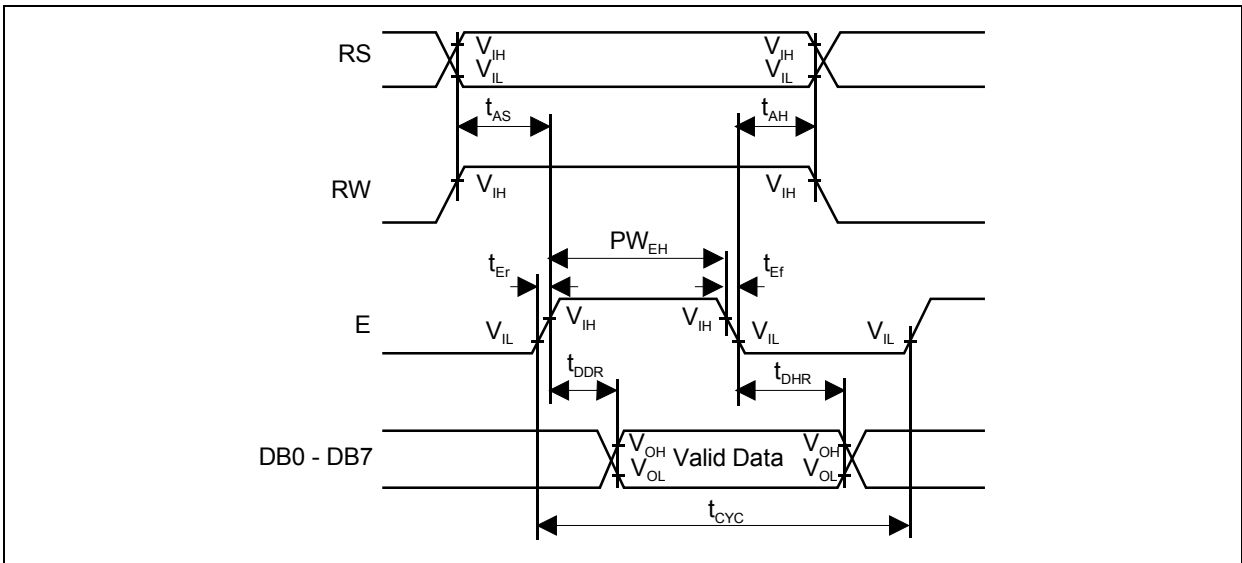 RS
V_IH V_IH
V_IL V_IL
t_AS t_AH
RW
V_IH V_IH
PW_EH
t_Er t_Ef
E
V_IH V_IH
V_IL V_IL V_IL
t_DDR t_DHR
DB0 - DB7
V_OH Valid Data V_OH
V_OL V_OL
t_CYC